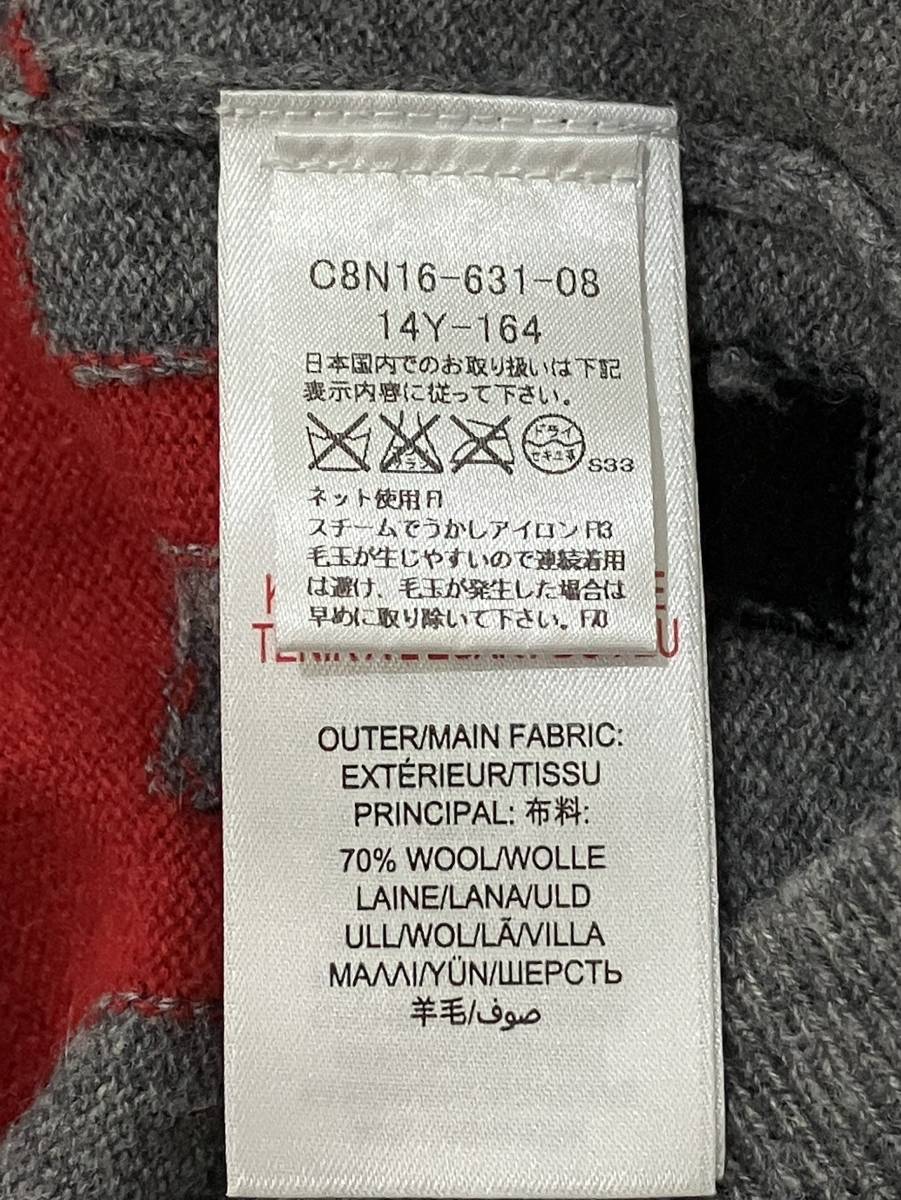 C8N16-631-08
14Y-164
日本国内でのお取り扱いは下記
表示内容に従って下さい。
ドライ
セキユ系
S33
ネット使用
スチームでうかしアイロン
毛玉が生じやすいので連続着用
は避け、毛玉が発生した場合は
早めに取り除いて下さい。
OUTER/MAIN FABRIC:
EXTÉRIEUR/TISSU
PRINCIPAL: 布料:
70% WOOL/WOLLE
LAINE/LANA/ULD
ULL/WOL/LÃ/VILLA
ΜΑΛΛΙ/YÜN/ШЕРСТЬ
羊毛/صوف